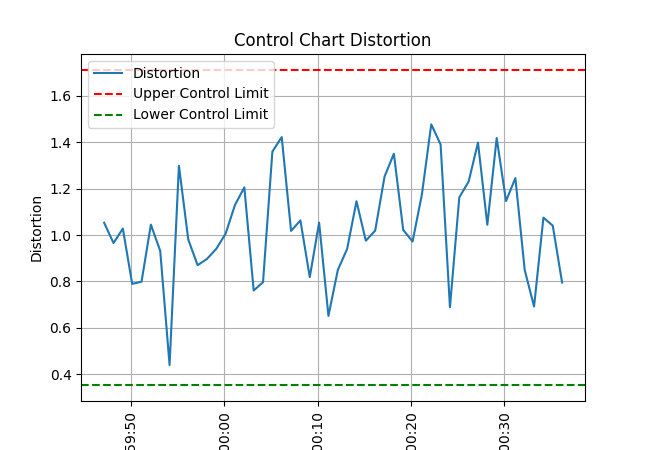 Control Chart Distortion
Distortion
Upper Control Limit
Lower Control Limit
1.6
1.4
1.2
1.0
0.8
0.6
0.4
Distortion
59:50
00:00
00:10
00:20
00:30